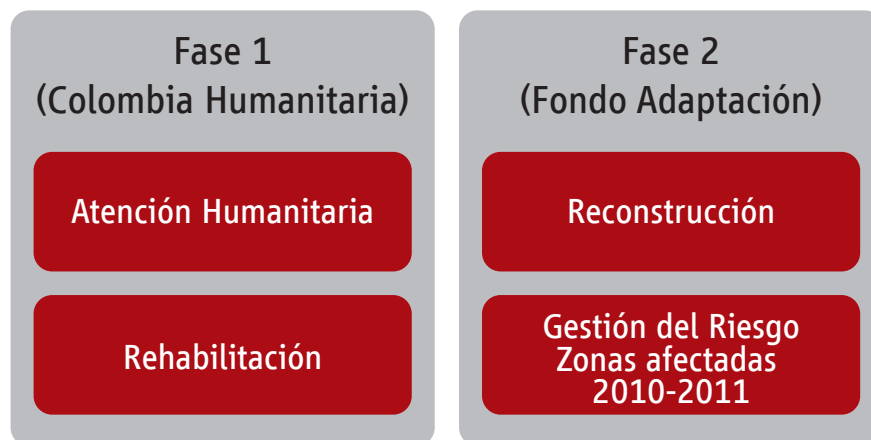 Fase 1
(Colombia Humanitaria)
Atención Humanitaria
Rehabilitación
Fase 2
(Fondo Adaptación)
Reconstrucción
Gestión del Riesgo
Zonas afectadas
2010-2011